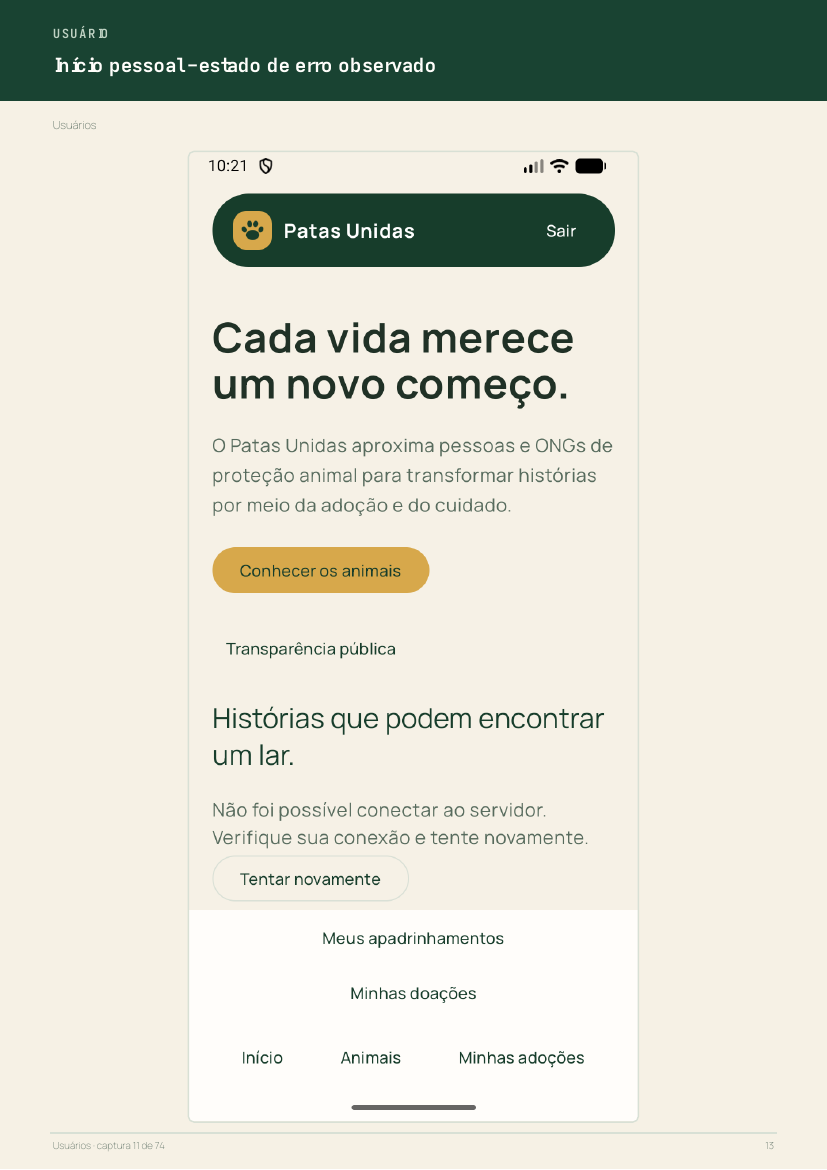 USUÁRIO
Início pessoal-estado de erro observado
Usuários
10:21
Patas Unidas
Sair
Cada vida merece
um novo começo.
O Patas Unidas aproxima pessoas e ONGs de
proteção animal para transformar histórias
por meio da adoção e do cuidado.
Conhecer os animais
Transparência pública
Histórias que podem encontrar
um lar.
Não foi possível conectar ao servidor.
Verifique sua conexão e tente novamente.
Tentar novamente
Meus apadrinhamentos
Minhas doações
Início Animais Minhas adoções
Usuários · captura 11 de 74 13